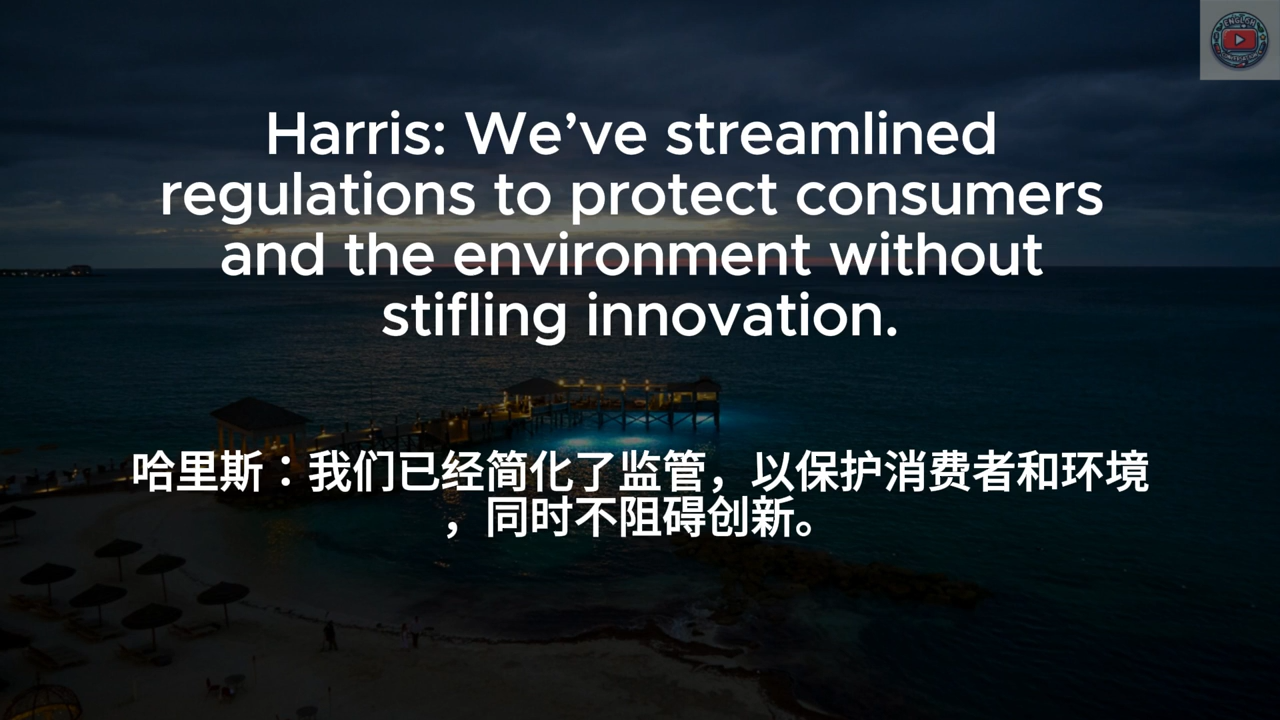 Harris: We’ve streamlined
regulations to protect consumers
and the environment without
stifling innovation.
哈里斯：我们已经简化了监管，以保护消费者和环境
，同时不阻碍创新。